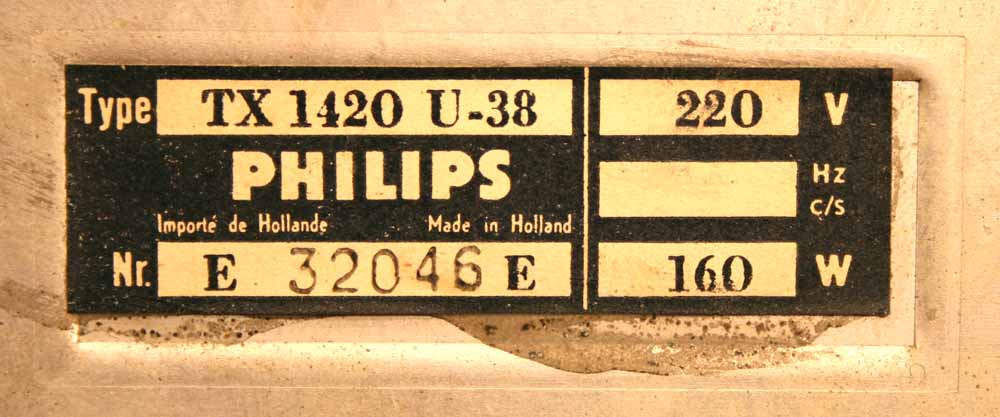 Type TX 1420 U-38 220 V
PHILIPS Hz
C/S
Importé de Hollande Made in Holland
Nr. E 32046 E 160 W